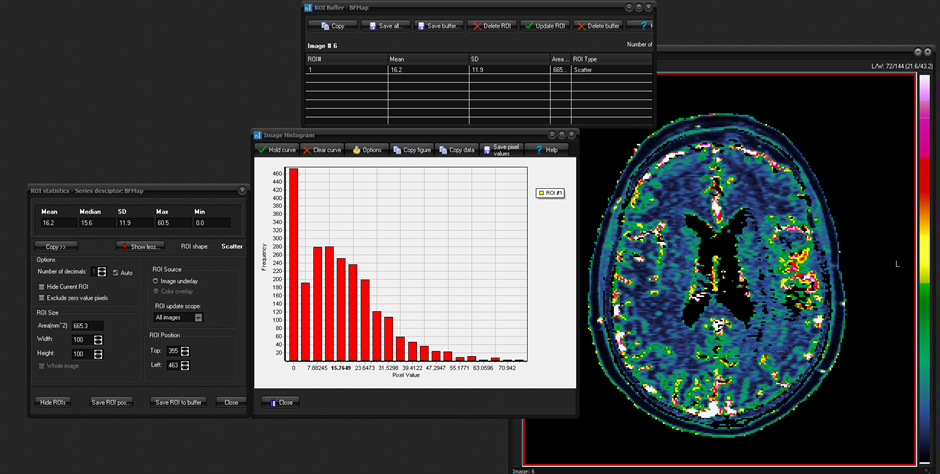 ROI Buffer - BFMap
Copy Save all... Save buffer... Delete ROI Update ROI Delete buffer
Image # 6 Number of
ROI# Mean SD Area ... ROI Type
1 16.2 11.9 665... Scatter
L/W: 72/144 (21.6/43.2)
L
Image: 6
Image Histogram
Hold curve Clear curve Options Copy figure Copy data Save pixel values Help
ROI #1
Frequency
460
440
420
400
380
360
340
320
300
280
260
240
220
200
180
160
140
120
100
80
60
40
20
0 7.88245 15.7649 23.6473 31.5298 39.4122 47.2947 55.1771 63.0596 70.942
Pixel Value
Close
ROI statistics - Series desciptor: BFMap
Mean Median SD Max Min
16.2 15.6 11.9 60.5 0.0
Copy >> Show less... ROI shape: Scatter
Options
Number of decimals: 1 Auto
Hide Current ROI
Exclude zero value pixels
ROI Source
Image underlay
Color overlay
ROI update scope:
All images
ROI Size
Area(mm^2) 665.3
Width: 100
Height: 100
Whole image
ROI Position
Top: 355
Left: 463
Hide ROIs Save ROI pos. Save ROI to buffer Close